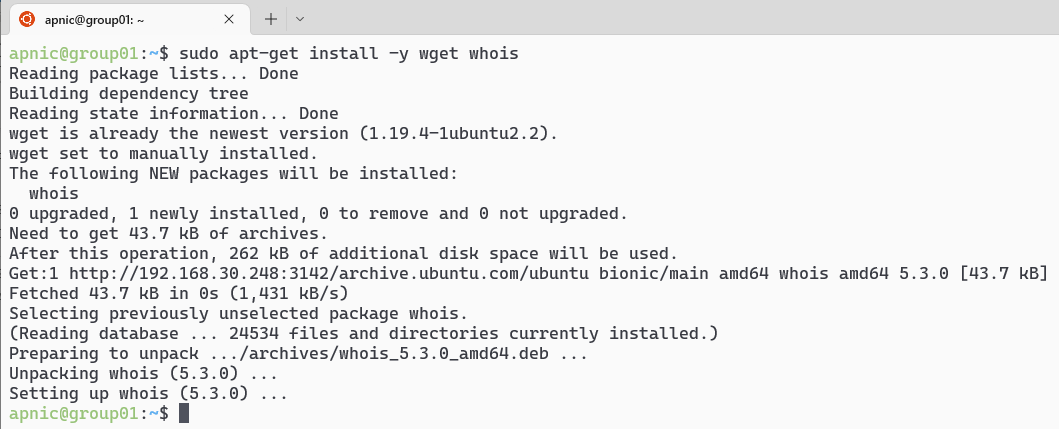 apnic@group01: ~
apnic@group01:~$ sudo apt-get install -y wget whois
Reading package lists... Done
Building dependency tree
Reading state information... Done
wget is already the newest version (1.19.4-1ubuntu2.2).
wget set to manually installed.
The following NEW packages will be installed:
  whois
0 upgraded, 1 newly installed, 0 to remove and 0 not upgraded.
Need to get 43.7 kB of archives.
After this operation, 262 kB of additional disk space will be used.
Get:1 http://192.168.30.248:3142/archive.ubuntu.com/ubuntu bionic/main amd64 whois amd64 5.3.0 [43.7 kB]
Fetched 43.7 kB in 0s (1,431 kB/s)
Selecting previously unselected package whois.
(Reading database ... 24534 files and directories currently installed.)
Preparing to unpack .../archives/whois_5.3.0_amd64.deb ...
Unpacking whois (5.3.0) ...
Setting up whois (5.3.0) ...
apnic@group01:~$